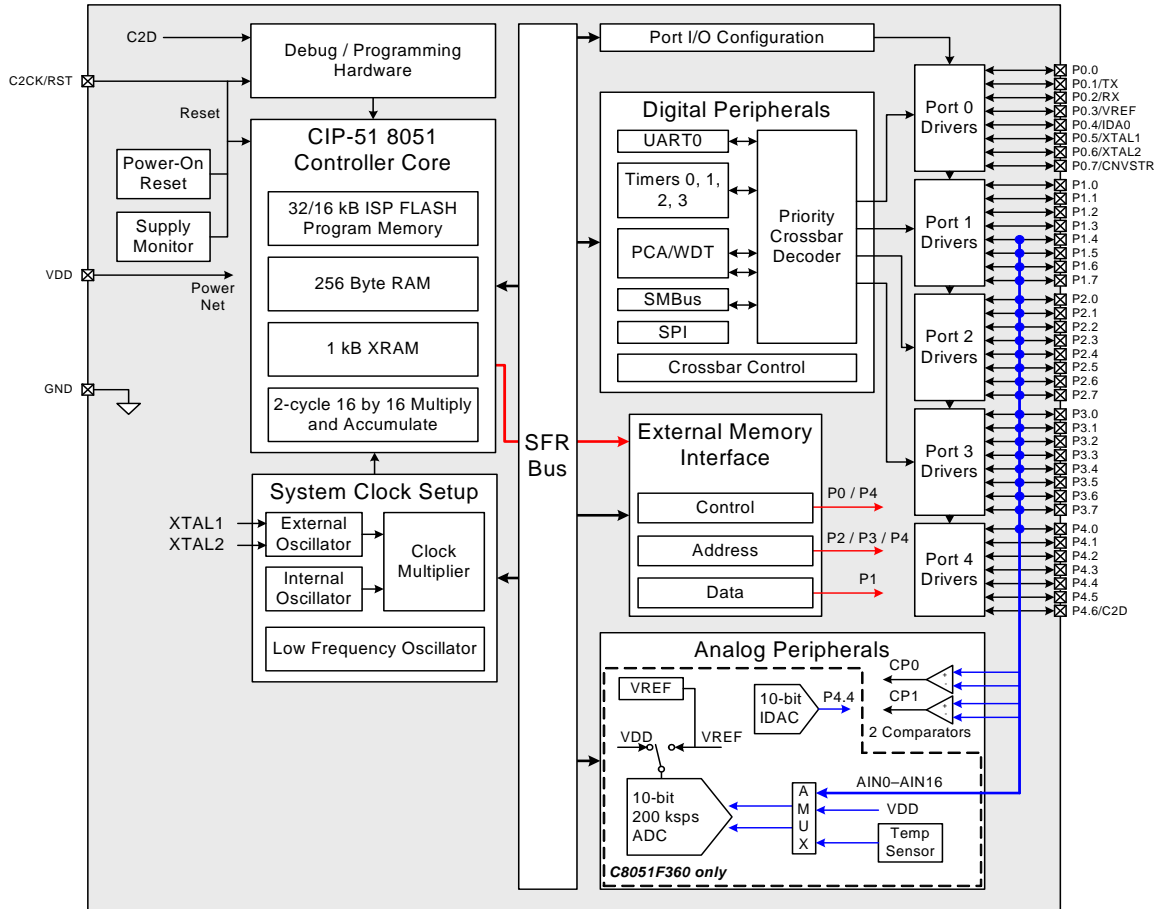 C2D
C2CK/RST
Debug / Programming
Hardware
Reset
Power-On
Reset
Supply
Monitor
VDD
Power
Net
GND
CIP-51 8051
Controller Core
32/16 kB ISP FLASH
Program Memory
256 Byte RAM
1 kB XRAM
2-cycle 16 by 16 Multiply
and Accumulate
System Clock Setup
XTAL1
XTAL2
External
Oscillator
Internal
Oscillator
Clock
Multiplier
Low Frequency Oscillator
SFR
Bus
Port I/O Configuration
Digital Peripherals
UART0
Timers 0, 1,
2, 3
PCA/WDT
SMBus
SPI
Priority
Crossbar
Decoder
Crossbar Control
External Memory
Interface
Control
Address
Data
P0 / P4
P2 / P3 / P4
P1
Port 0
Drivers
Port 1
Drivers
Port 2
Drivers
Port 3
Drivers
Port 4
Drivers
P0.0
P0.1/TX
P0.2/RX
P0.3/VREF
P0.4/IDA0
P0.5/XTAL1
P0.6/XTAL2
P0.7/CNVSTR
P1.0
P1.1
P1.2
P1.3
P1.4
P1.5
P1.6
P1.7
P2.0
P2.1
P2.2
P2.3
P2.4
P2.5
P2.6
P2.7
P3.0
P3.1
P3.2
P3.3
P3.4
P3.5
P3.6
P3.7
P4.0
P4.1
P4.2
P4.3
P4.4
P4.5
P4.6/C2D
Analog Peripherals
VREF
VDD
VREF
10-bit
IDAC
P4.4
CP0
CP1
+
-
+
-
2 Comparators
10-bit
200 ksps
ADC
A
M
U
X
AIN0–AIN16
VDD
Temp
Sensor
C8051F360 only